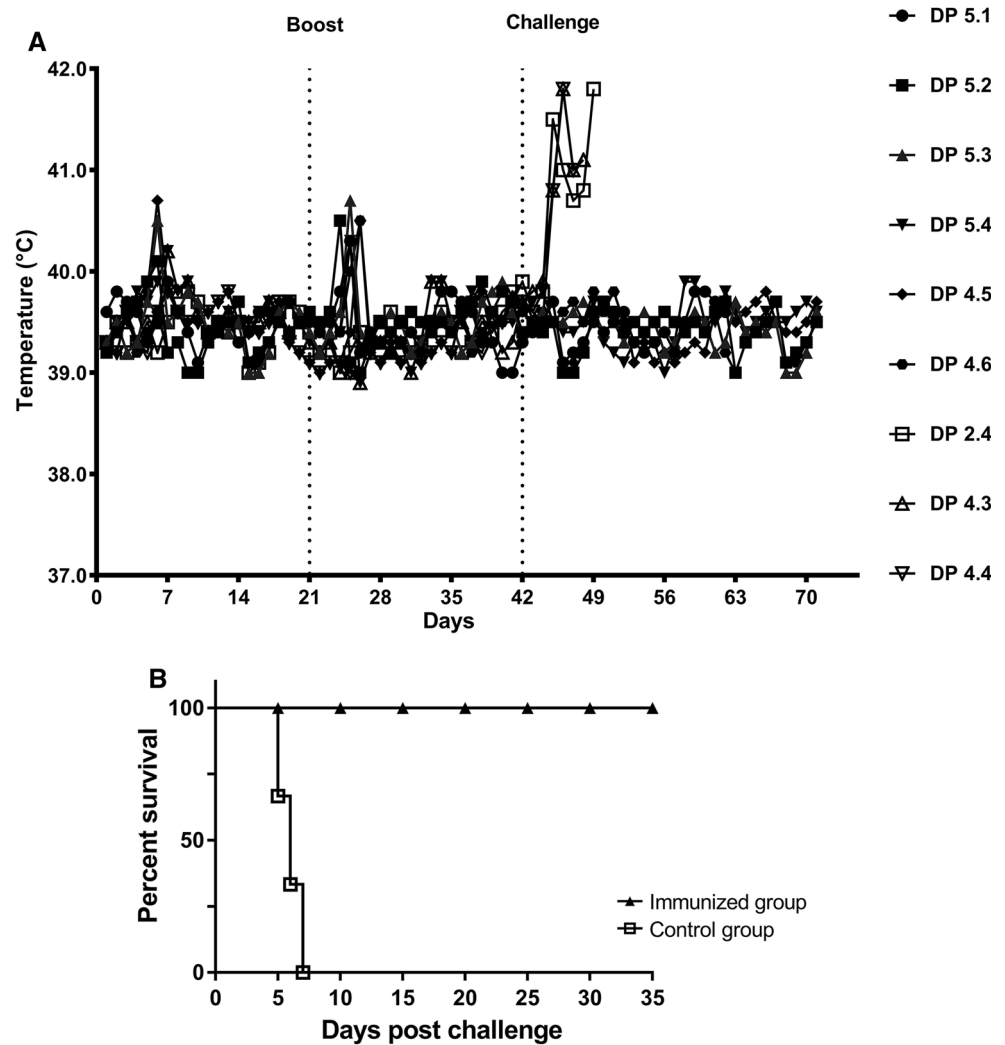 Boost Challenge
A
42.0
41.0
40.0
39.0
38.0
37.0
Temperature (°C)
0 7 14 21 28 35 42 49 56 63 70
Days
DP 5.1
DP 5.2
DP 5.3
DP 5.4
DP 4.5
DP 4.6
DP 2.4
DP 4.3
DP 4.4
B
100
50
0
Percent survival
Immunized group
Control group
0 5 10 15 20 25 30 35
Days post challenge